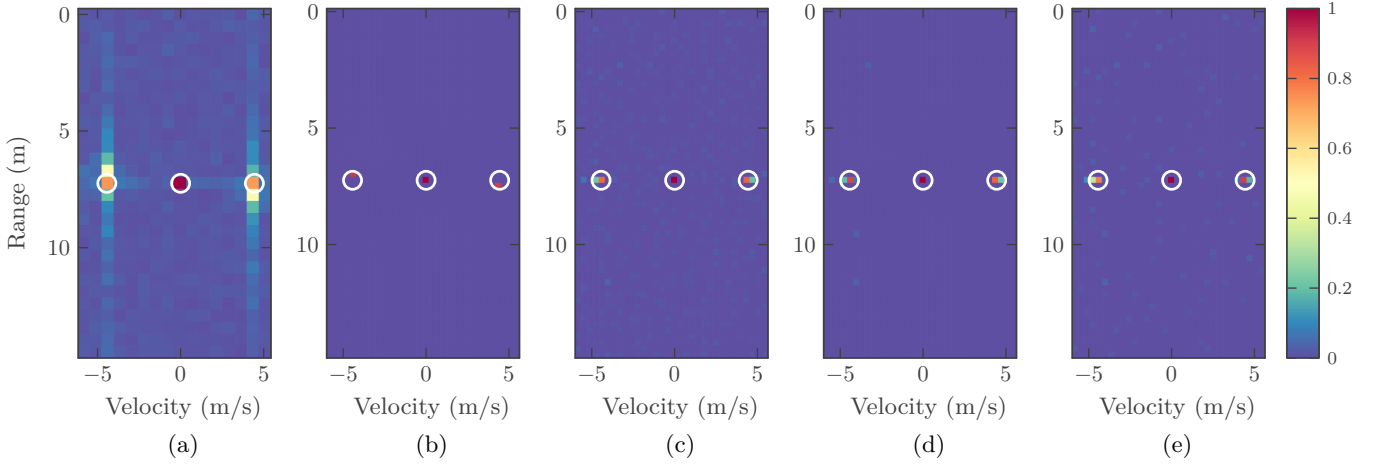 0 0 0 0 0 1
0.8
5 5 5 5 5
0.6
Range (m)
0.4
10 10 10 10 10
0.2
0
−5 0 5 −5 0 5 −5 0 5 −5 0 5 −5 0 5
Velocity (m/s) Velocity (m/s) Velocity (m/s) Velocity (m/s) Velocity (m/s)
(a) (b) (c) (d) (e)